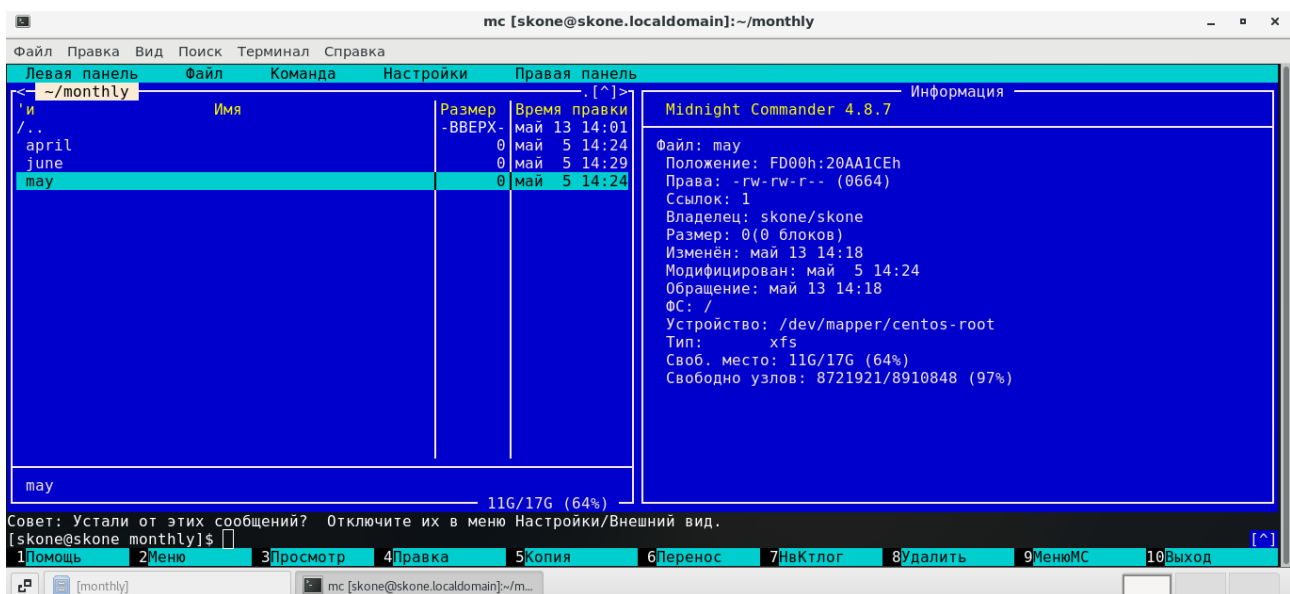 mc [skone@skone.localdomain]:~/monthly
Файл Правка Вид Поиск Терминал Справка
Левая панель Файл Команда Настройки Правая панель
<─ ~/monthly .[^]>
'и Имя Размер Время правки
/.. -ВВЕРХ- май 13 14:01
april 0 май 5 14:24
june 0 май 5 14:29
may 0 май 5 14:24
may
11G/17G (64%)
Информация
Midnight Commander 4.8.7
Файл: may
Положение: FD00h:20AA1CEh
Права: -rw-rw-r-- (0664)
Ссылок: 1
Владелец: skone/skone
Размер: 0(0 блоков)
Изменён: май 13 14:18
Модифицирован: май 5 14:24
Обращение: май 13 14:18
ФС: /
Устройство: /dev/mapper/centos-root
Тип: xfs
Своб. место: 11G/17G (64%)
Свободно узлов: 8721921/8910848 (97%)
Совет: Устали от этих сообщений? Отключите их в меню Настройки/Внешний вид.
[skone@skone monthly]$ [^]
1Помощь 2Меню 3Просмотр 4Правка 5Копия 6Перенос 7НвКтлог 8Удалить 9МенюМС 10Выход
[monthly] mc [skone@skone.localdomain]:~/m...